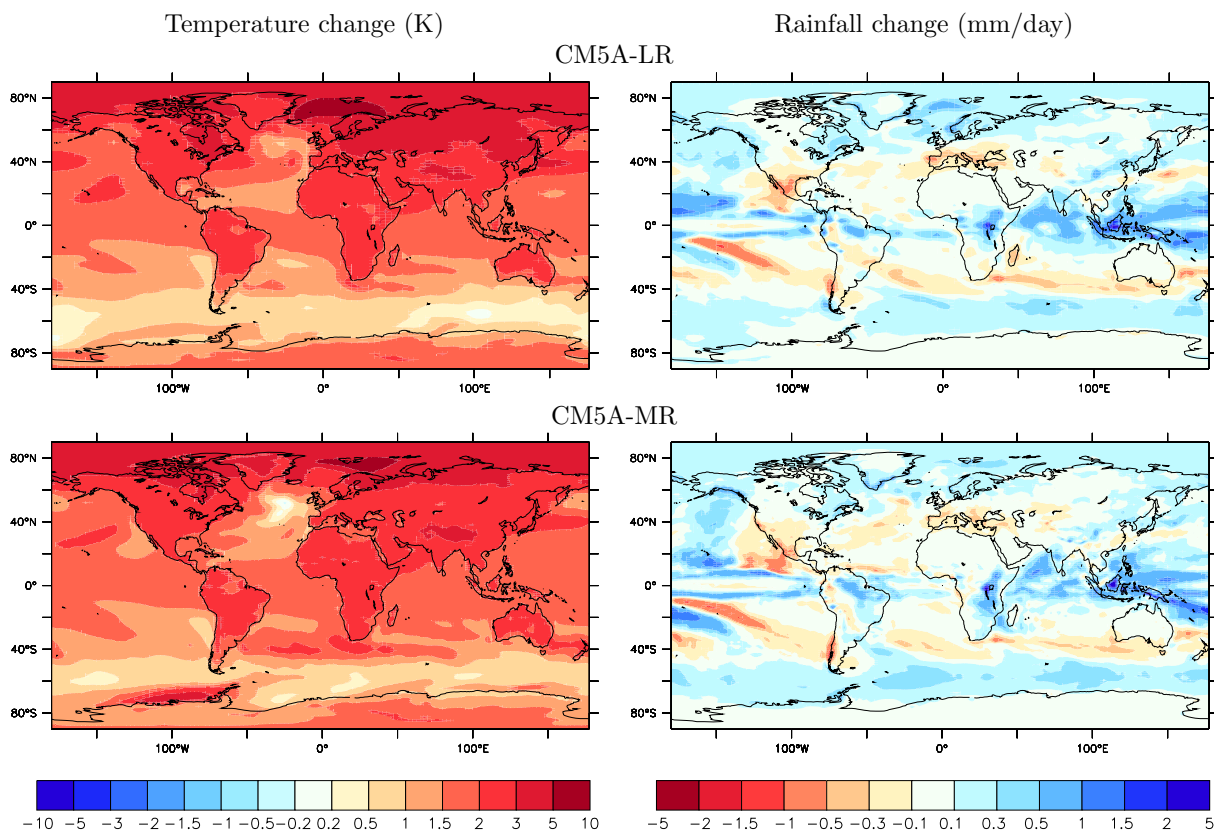 Temperature change (K) Rainfall change (mm/day)
CM5A-LR
80°N 80°N
40°N 40°N
0° 0°
40°S 40°S
80°S 80°S
100°W 0° 100°E 100°W 0° 100°E
CM5A-MR
80°N 80°N
40°N 40°N
0° 0°
40°S 40°S
80°S 80°S
100°W 0° 100°E 100°W 0° 100°E
−10 −5 −3 −2 −1.5 −1 −0.5 −0.2 0.2 0.5 1 1.5 2 3 5 10 −5 −2 −1.5 −1 −0.5 −0.3 −0.1 0.1 0.3 0.5 1 1.5 2 5